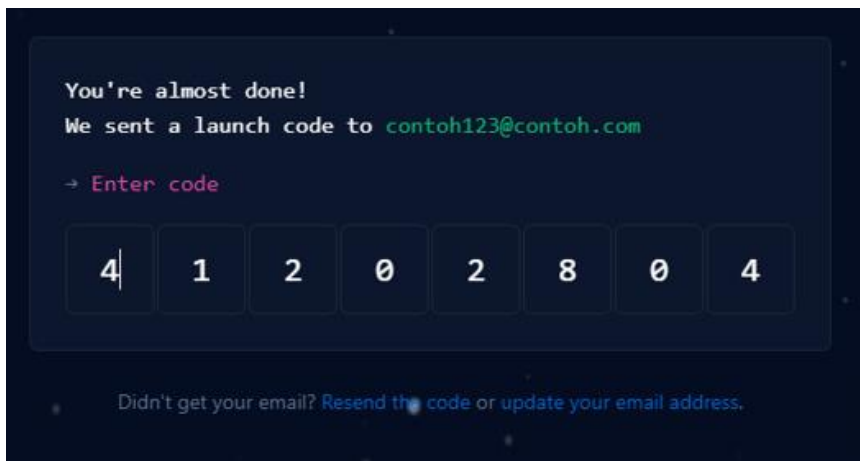 You're almost done!
We sent a launch code to contoh123@contoh.com
→ Enter code
4 1 2 0 2 8 0 4
Didn't get your email? Resend the code or update your email address.